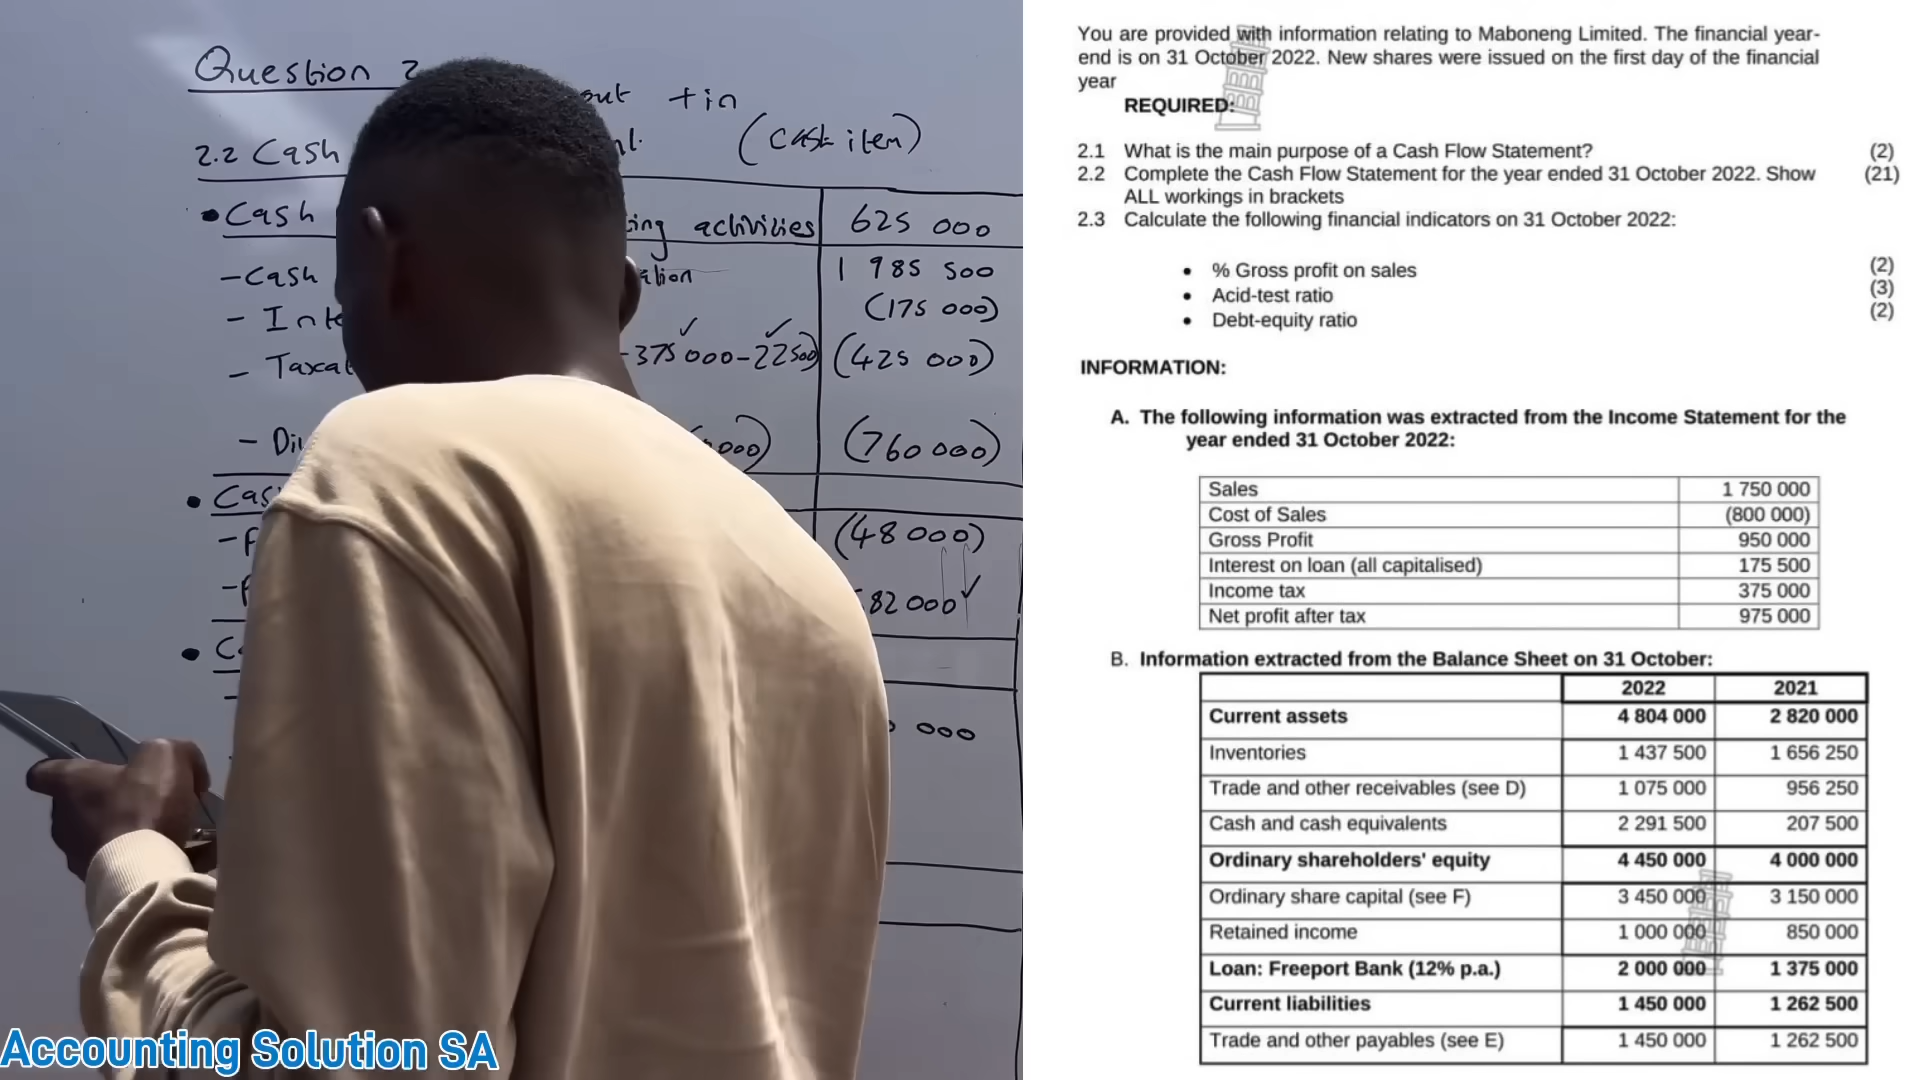 Question 2
out +in
(Cash item)
2.2 Cash
• Cash activities 625 000
- Cash 1 985 500
- (175 000)
- 375 000-22500) (425 000)
-
- 000) (760 000)
•
- (48 000)
- 82 000✓
•
-
000
Accounting Solution SA
You are provided with information relating to Maboneng Limited. The financial year-
end is on 31 October 2022. New shares were issued on the first day of the financial
year
REQUIRED:
2.1 What is the main purpose of a Cash Flow Statement? (2)
2.2 Complete the Cash Flow Statement for the year ended 31 October 2022. Show (21)
ALL workings in brackets
2.3 Calculate the following financial indicators on 31 October 2022:
• % Gross profit on sales (2)
• Acid-test ratio (3)
• Debt-equity ratio (2)
INFORMATION:
A. The following information was extracted from the Income Statement for the
year ended 31 October 2022:
Sales 1 750 000
Cost of Sales (800 000)
Gross Profit 950 000
Interest on loan (all capitalised) 175 500
Income tax 375 000
Net profit after tax 975 000
B. Information extracted from the Balance Sheet on 31 October:
2022 2021
Current assets 4 804 000 2 820 000
Inventories 1 437 500 1 656 250
Trade and other receivables (see D) 1 075 000 956 250
Cash and cash equivalents 2 291 500 207 500
Ordinary shareholders' equity 4 450 000 4 000 000
Ordinary share capital (see F) 3 450 000 3 150 000
Retained income 1 000 000 850 000
Loan: Freeport Bank (12% p.a.) 2 000 000 1 375 000
Current liabilities 1 450 000 1 262 500
Trade and other payables (see E) 1 450 000 1 262 500